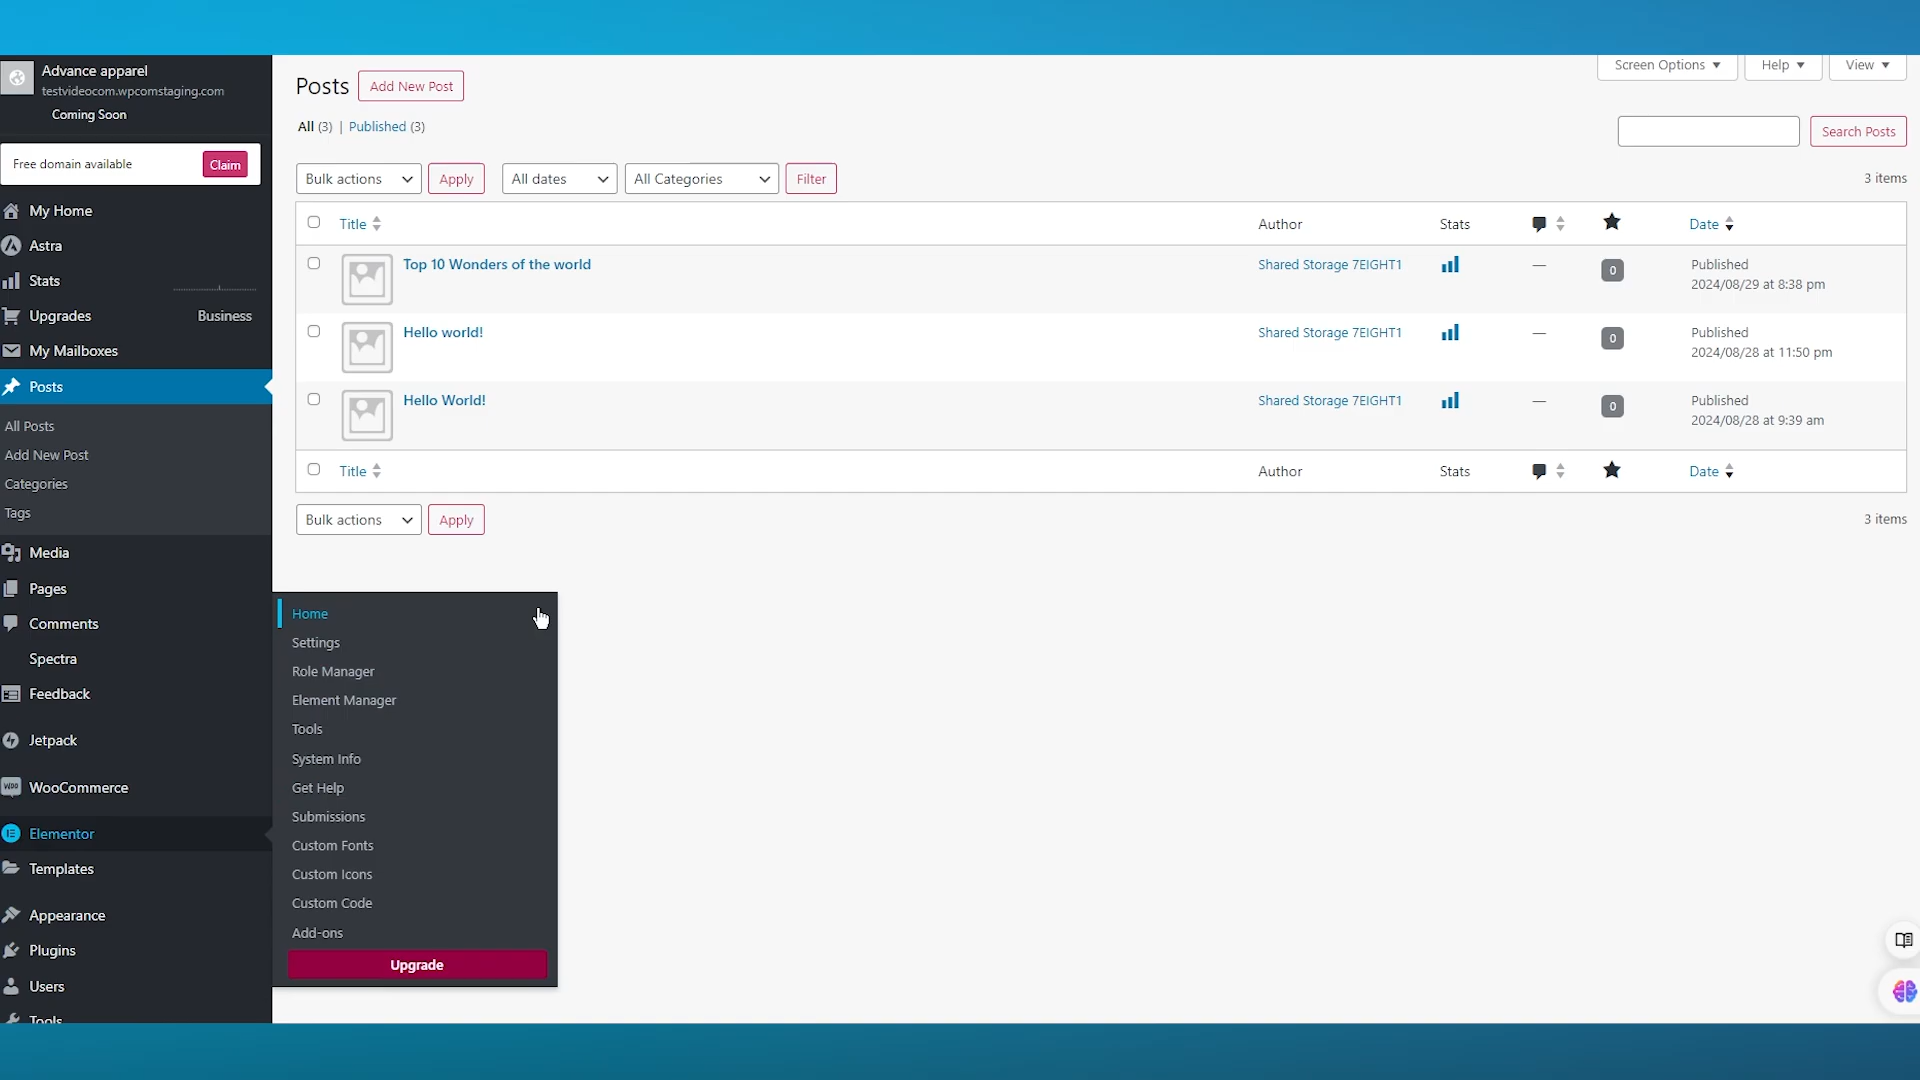 Advance apparel
testvideocom.wpcomstaging.com
Coming Soon
Free domain available Claim
My Home
Astra
Stats
Upgrades Business
My Mailboxes
Posts
All Posts
Add New Post
Categories
Tags
Media
Pages
Comments
Spectra
Feedback
Jetpack
WooCommerce
Elementor
Templates
Appearance
Plugins
Users
Tools
Screen Options Help View
Posts Add New Post
All (3) | Published (3)
Search Posts
Bulk actions Apply All dates All Categories Filter 3 items
Title Author Stats Date
Top 10 Wonders of the world Shared Storage 7EIGHT1 — 0 Published
2024/08/29 at 8:38 pm
Hello world! Shared Storage 7EIGHT1 — 0 Published
2024/08/28 at 11:50 pm
Hello World! Shared Storage 7EIGHT1 — 0 Published
2024/08/28 at 9:39 am
Title Author Stats Date
Bulk actions Apply 3 items
Home
Settings
Role Manager
Element Manager
Tools
System Info
Get Help
Submissions
Custom Fonts
Custom Icons
Custom Code
Add-ons
Upgrade